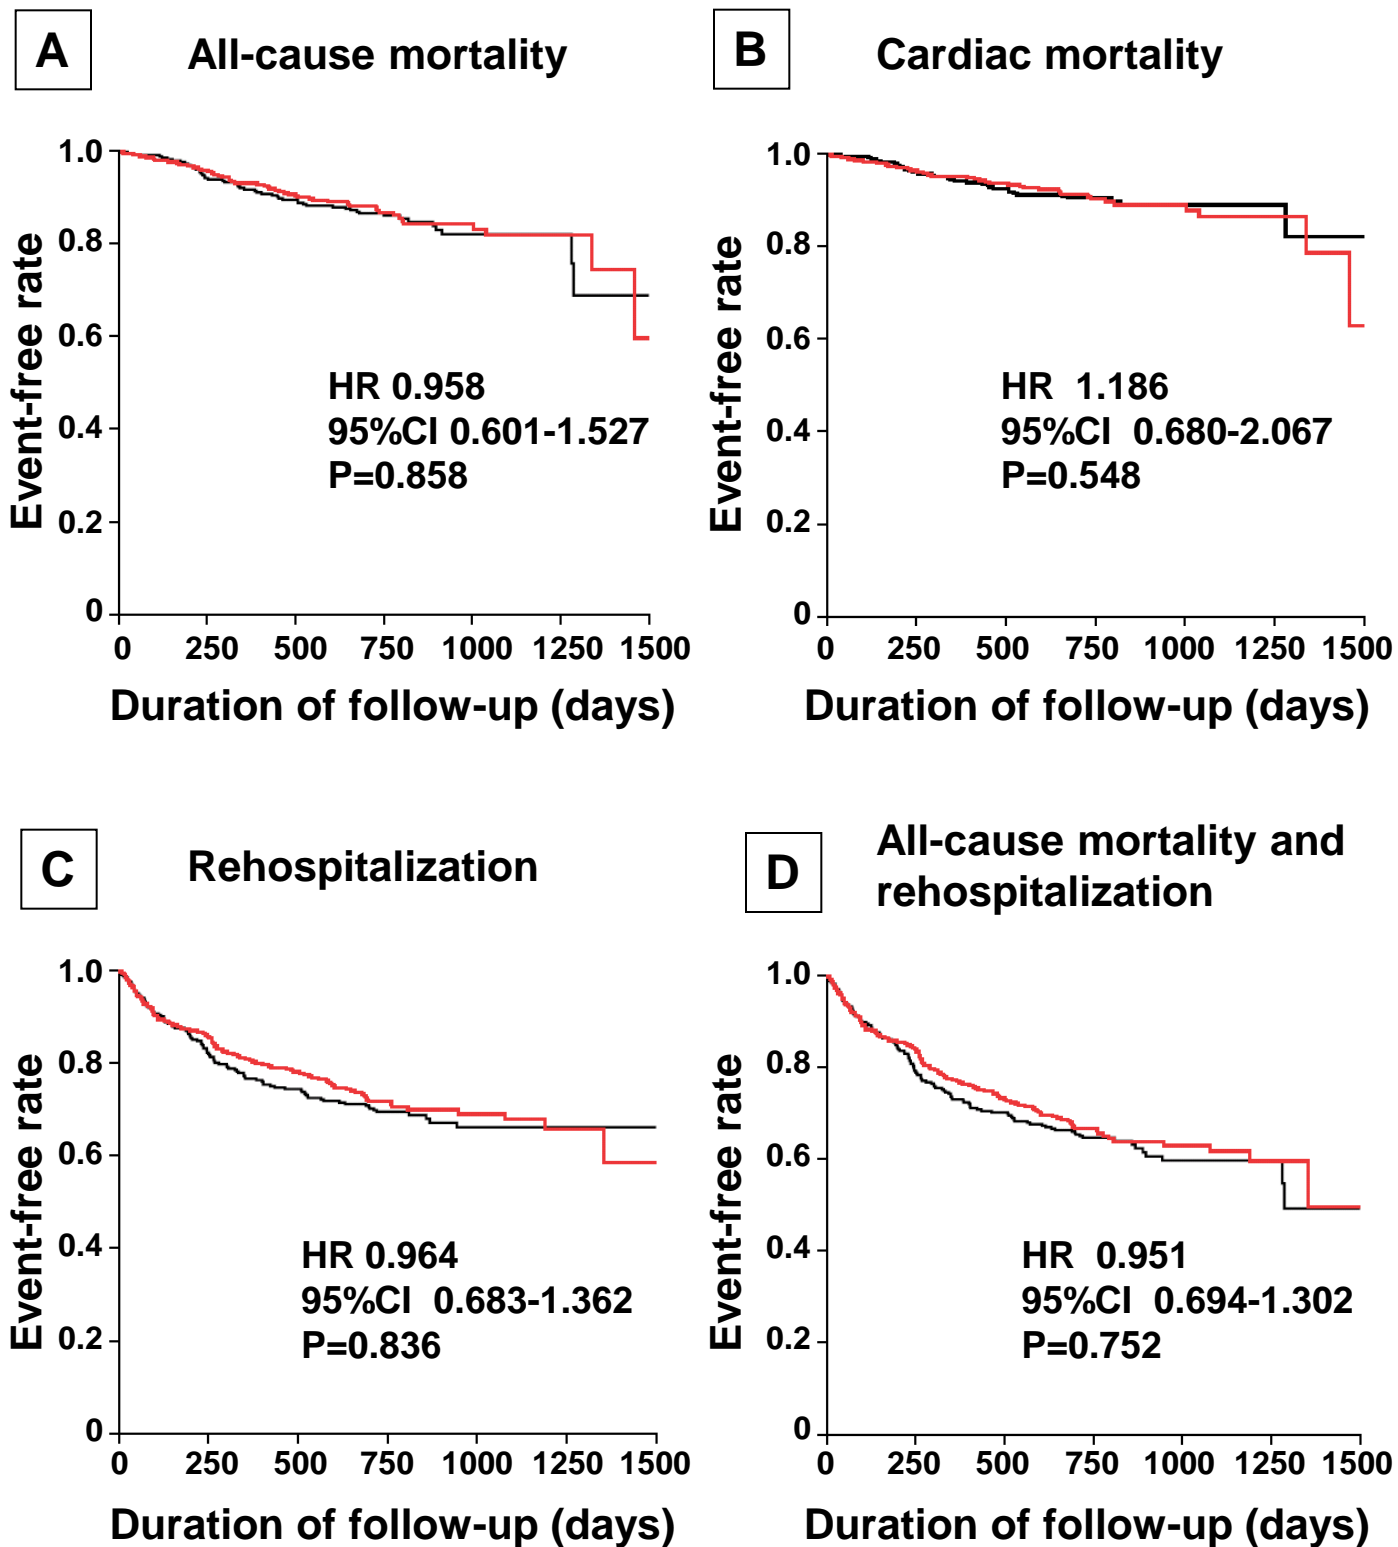 A
All-cause mortality
Event-free rate
1.0
0.8
0.6
0.4
0.2
0
HR 0.958
95%CI 0.601-1.527
P=0.858
0 250 500 750 1000 1250 1500
Duration of follow-up (days)
B
Cardiac mortality
Event-free rate
1.0
0.8
0.6
0.4
0.2
0
HR 1.186
95%CI 0.680-2.067
P=0.548
0 250 500 750 1000 1250 1500
Duration of follow-up (days)
C
Rehospitalization
Event-free rate
1.0
0.8
0.6
0.4
0.2
0
HR 0.964
95%CI 0.683-1.362
P=0.836
0 250 500 750 1000 1250 1500
Duration of follow-up (days)
D
All-cause mortality and
rehospitalization
Event-free rate
1.0
0.8
0.6
0.4
0.2
0
HR 0.951
95%CI 0.694-1.302
P=0.752
0 250 500 750 1000 1250 1500
Duration of follow-up (days)